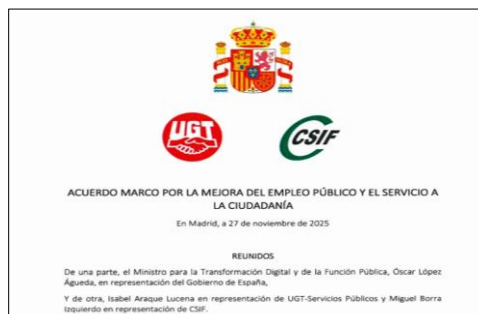 UGT
CSIF
ACUERDO MARCO POR LA MEJORA DEL EMPLEO PÚBLICO Y EL SERVICIO A
LA CIUDADANÍA
En Madrid, a 27 de noviembre de 2025
REUNIDOS
De una parte, el Ministro para la Transformación Digital y de la Función Pública, Óscar López
Águeda, en representación del Gobierno de España,
Y de otra, Isabel Araque Lucena en representación de UGT-Servicios Públicos y Miguel Borra
Izquierdo en representación de CSIF.